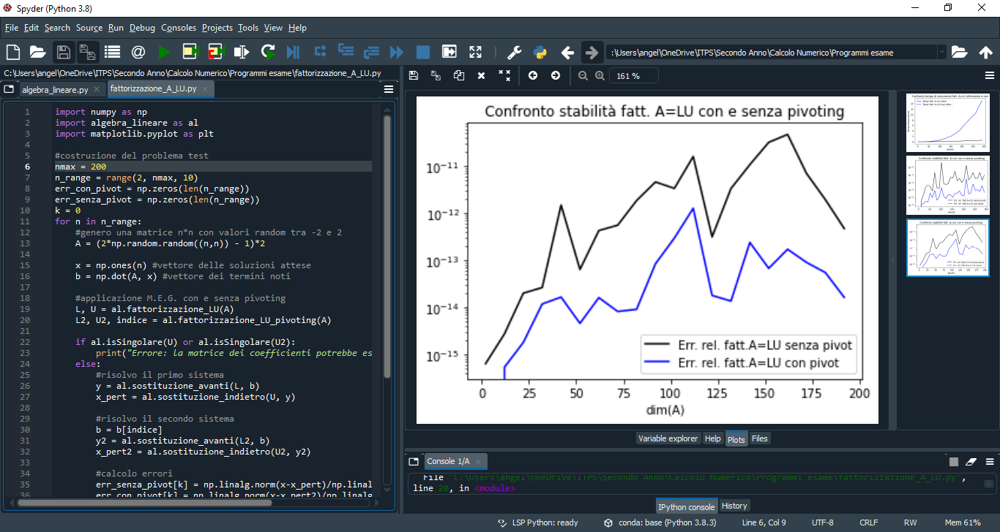 Spyder (Python 3.8)
File Edit Search Source Run Debug Consoles Projects Tools View Help
:\Users\angel\OneDrive\ITPS\Secondo Anno\Calcolo Numerico\Programmi esame
C:\Users\angel\OneDrive\ITPS\Secondo Anno\Calcolo Numerico\Programmi esame\fattorizzazione_A_LU.py
algebra_lineare.py
fattorizzazione_A_LU.py
1 import numpy as np
2 import algebra_lineare as al
3 import matplotlib.pyplot as plt
4
5 #costruzione del problema test
6 nmax = 200
7 n_range = range(2, nmax, 10)
8 err_con_pivot = np.zeros(len(n_range))
9 err_senza_pivot = np.zeros(len(n_range))
10 k = 0
11 for n in n_range:
12 #genero una matrice n*n con valori random tra -2 e 2
13 A = (2*np.random.random((n,n)) - 1)*2
14
15 x = np.ones(n) #vettore delle soluzioni attese
16 b = np.dot(A, x) #vettore dei termini noti
17
18 #applicazione M.E.G. con e senza pivoting
19 L, U = al.fattorizzazione_LU(A)
20 L2, U2, indice = al.fattorizzazione_LU_pivoting(A)
21
22 if al.isSingolare(U) or al.isSingolare(U2):
23 print("Errore: la matrice dei coefficienti potrebbe es
24 else:
25 #risolvo il primo sistema
26 y = al.sostituzione_avanti(L, b)
27 x_pert = al.sostituzione_indietro(U, y)
28
29 #risolvo il secondo sistema
30 b = b[indice]
31 y2 = al.sostituzione_avanti(L2, b)
32 x_pert2 = al.sostituzione_indietro(U2, y2)
33
34 #calcolo errori
35 err_senza_pivot[k] = np.linalg.norm(x-x_pert)/np.linal
36 err_con_pivot[k] = np.linalg.norm(x-x_pert2)/np.linalg
161 %
Confronto stabilità fatt. A=LU con e senza pivoting
10⁻¹¹
10⁻¹²
10⁻¹³
10⁻¹⁴
10⁻¹⁵
Err. rel. fatt.A=LU senza pivot
Err. rel. fatt.A=LU con pivot
0 25 50 75 100 125 150 175 200
dim(A)
Confronto stabilità fatt. A=LU con e senza pivoting
Confronto stabilità fatt. A=LU con e senza pivoting
Variable explorer Help Plots Files
Console 1/A
File "C:\Users\angel\OneDrive\ITPS\Secondo Anno\Calcolo Numerico\Programmi esame\fattorizzazione_A_LU.py",
line 20, in <module>
IPython console History
LSP Python: ready conda: base (Python 3.8.3) Line 6, Col 9 UTF-8 CRLF RW Mem 61%